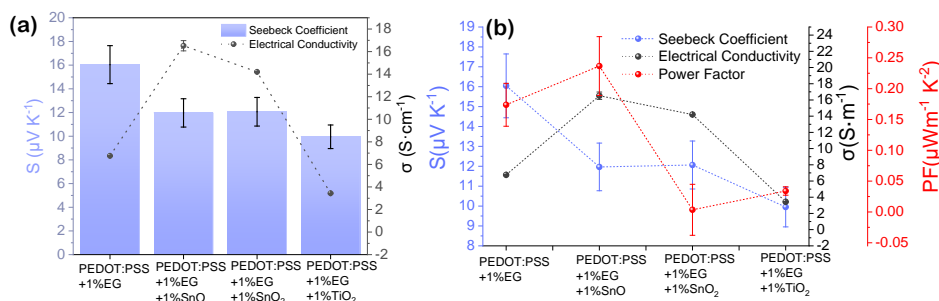 (a)
20
18
16
14
12
10
8
6
4
2
0
S (μV K⁻¹)
Seebeck Coefficient
Electrical Conductivity
18
16
14
12
10
8
6
4
2
0
-2
σ (S·cm⁻¹)
PEDOT:PSS
+1%EG
PEDOT:PSS
+1%EG
+1%SnO
PEDOT:PSS
+1%EG
+1%SnO₂
PEDOT:PSS
+1%EG
+1%TiO₂
(b)
19
18
17
16
15
14
13
12
11
10
9
8
S(μV K⁻¹)
Seebeck Coefficient
Electrical Conductivity
Power Factor
24
22
20
18
16
14
12
10
8
6
4
2
0
-2
σ(S·m⁻¹)
0.30
0.25
0.20
0.15
0.10
0.05
0.00
-0.05
PF(μWm⁻¹ K⁻²)
PEDOT:PSS
+1%EG
PEDOT:PSS
+1%EG
+1%SnO
PEDOT:PSS
+1%EG
+1%SnO₂
PEDOT:PSS
+1%EG
+1%TiO₂